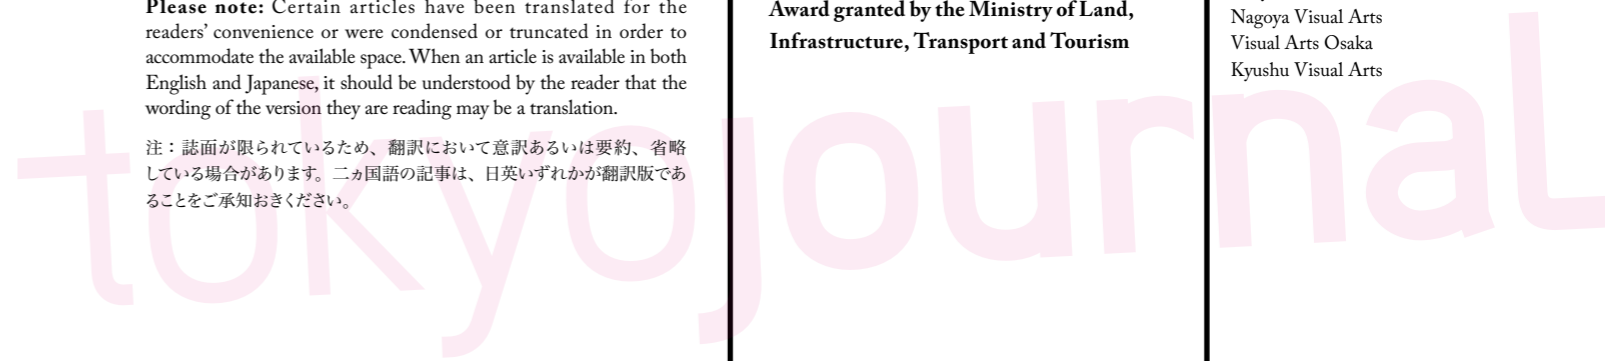 Please note: Certain articles have been translated for the
readers' convenience or were condensed or truncated in order to
accommodate the available space. When an article is available in both
English and Japanese, it should be understood by the reader that the
wording of the version they are reading may be a translation.
注：誌面が限られているため、翻訳において意訳あるいは要約、省略
している場合があります。二ヵ国語の記事は、日英いずれかが翻訳版であ
ることをご承知おきください。
Award granted by the Ministry of Land,
Infrastructure, Transport and Tourism
Nagoya Visual Arts
Visual Arts Osaka
Kyushu Visual Arts
tokyojournal